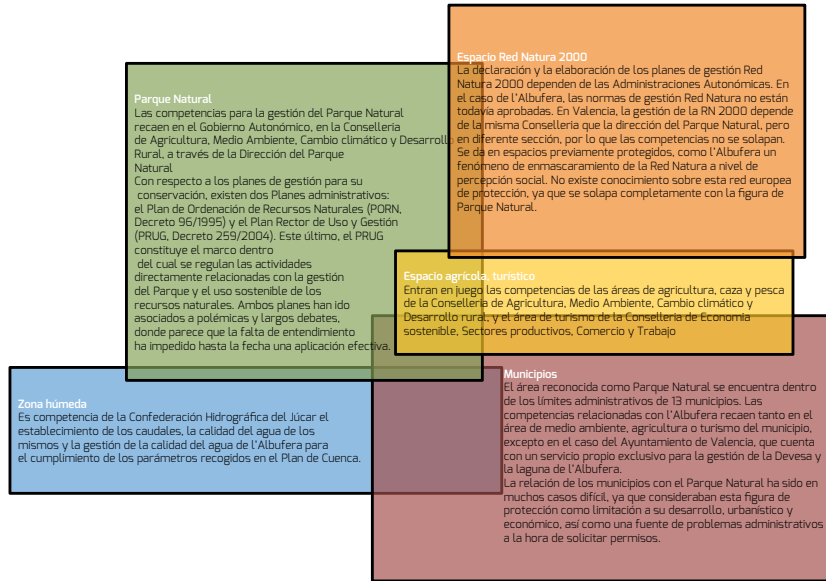 Espacio Red Natura 2000
La declaración y la elaboración de los planes de gestión Red
Natura 2000 dependen de las Administraciones Autonómicas. En
el caso de l'Albufera, las normas de gestión Red Natura no están
todavía aprobadas. En Valencia, la gestión de la RN 2000 depende
de la misma Conselleria que la dirección del Parque Natural, pero
en diferente sección, por lo que las competencias no se solapan.
Se da en espacios previamente protegidos, como l'Albufera un
fenómeno de enmascaramiento de la Red Natura a nivel de
percepción social. No existe conocimiento sobre esta red europea
de protección, ya que se solapa completamente con la figura de
Parque Natural.
Parque Natural
Las competencias para la gestión del Parque Natural
recaen en el Gobierno Autonómico, en la Conselleria
de Agricultura, Medio Ambiente, Cambio climático y Desarrollo
Rural, a través de la Dirección del Parque
Natural
Con respecto a los planes de gestión para su
conservación, existen dos Planes administrativos:
el Plan de Ordenación de Recursos Naturales (PORN,
Decreto 96/1995) y el Plan Rector de Uso y Gestión
(PRUG, Decreto 259/2004). Este último, el PRUG
constituye el marco dentro
del cual se regulan las actividades
directamente relacionadas con la gestión
del Parque y el uso sostenible de los
recursos naturales. Ambos planes han ido
asociados a polémicas y largos debates,
donde parece que la falta de entendimiento
ha impedido hasta la fecha una aplicación efectiva.
Espacio agrícola, turístico
Entran en juego las competencias de las áreas de agricultura, caza y pesca
de la Conselleria de Agricultura, Medio Ambiente, Cambio climático y
Desarrollo rural, y el área de turismo de la Conselleria de Economia
sostenible, Sectores productivos, Comercio y Trabajo
Zona húmeda
Es competencia de la Confederación Hidrográfica del Júcar el
establecimiento de los caudales, la calidad del agua de los
mismos y la gestión de la calidad del agua de l'Albufera para
el cumplimiento de los parámetros recogidos en el Plan de Cuenca.
Municipios
El área reconocida como Parque Natural se encuentra dentro
de los límites administrativos de 13 municipios. Las
competencias relacionadas con l'Albufera recaen tanto en el
área de medio ambiente, agricultura o turismo del municipio,
excepto en el caso del Ayuntamiento de Valencia, que cuenta
con un servicio propio exclusivo para la gestión de la Devesa y
la laguna de l'Albufera.
La relación de los municipios con el Parque Natural ha sido en
muchos casos difícil, ya que consideraban esta figura de
protección como limitación a su desarrollo, urbanístico y
económico, así como una fuente de problemas administrativos
a la hora de solicitar permisos.